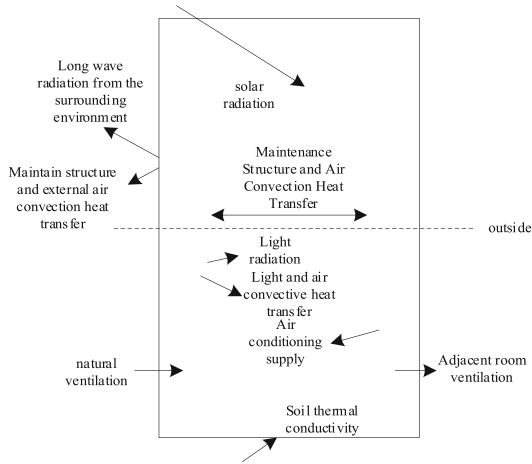 Long wave
radiation from the
surrounding
environment
solar
radiation
Maintain structure
and external air
convection heat
transfer
Maintenance
Structure and Air
Convection Heat
Transfer
outside
Light
radiation
Light and air
convective heat
transfer
Air
conditioning
supply
natural
ventilation
Adjacent room
ventilation
Soil thermal
conductivity